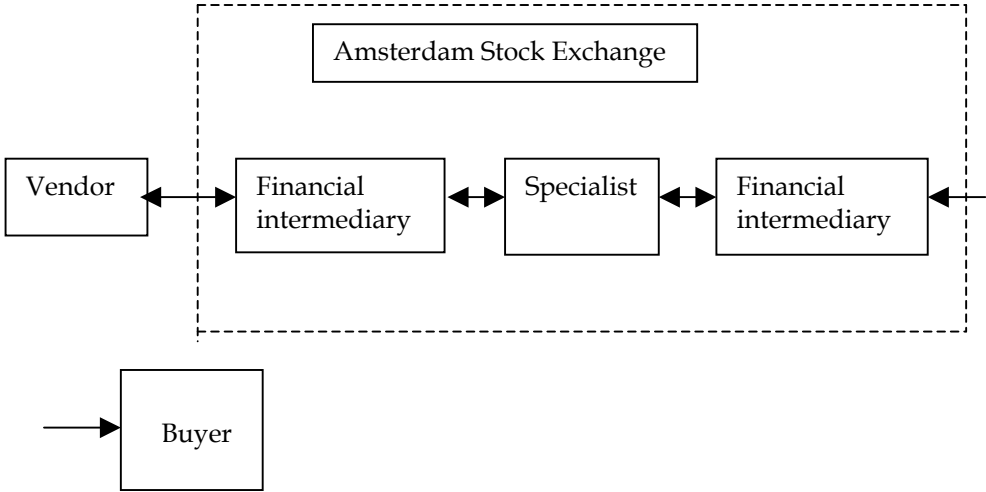 Amsterdam Stock Exchange
Vendor
Financial
intermediary
Specialist
Financial
intermediary
Buyer